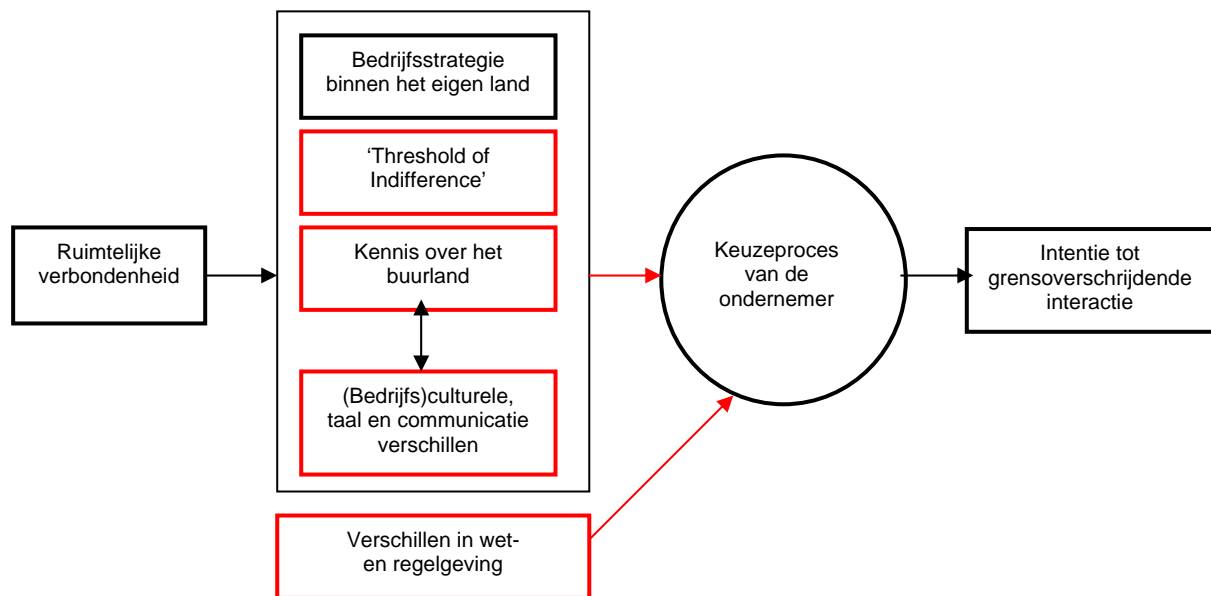 Bedrijfsstrategie
binnen het eigen land
‘Threshold of
Indifference’
Ruimtelijke
verbondenheid
Kennis over het
buurland
(Bedrijfs)culturele,
taal en communicatie
verschillen
Verschillen in wet-
en regelgeving
Keuzeproces
van de
ondernemer
Intentie tot
grensoverschrijdende
interactie